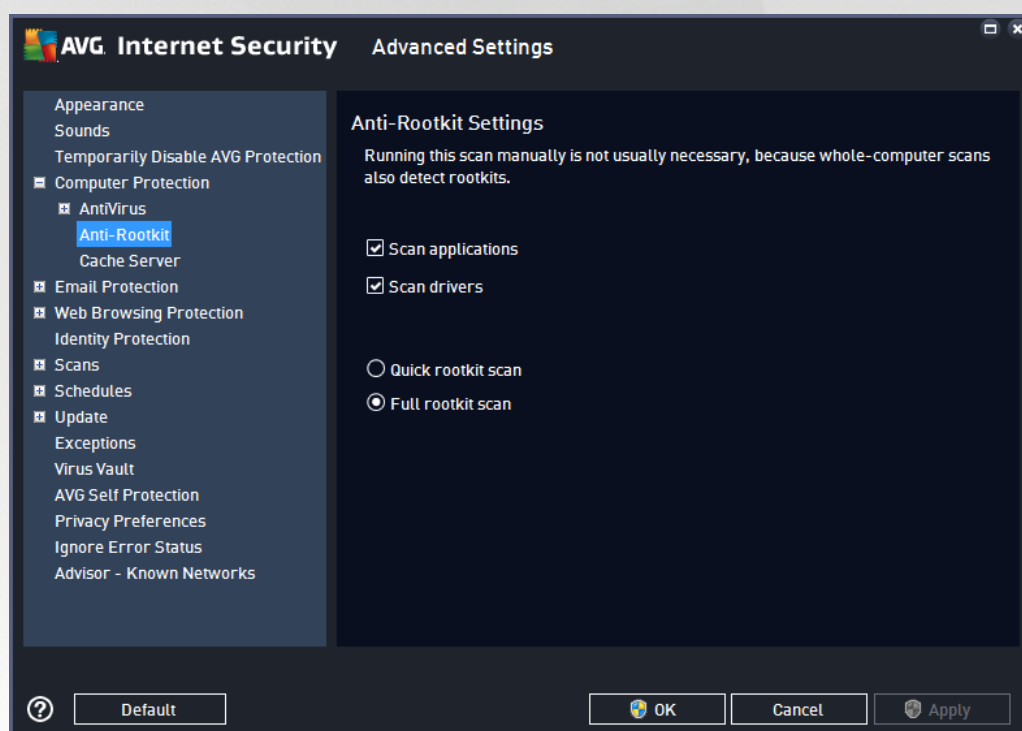 AVG. Internet Security Advanced Settings
Appearance
Sounds
Temporarily Disable AVG Protection
Computer Protection
AntiVirus
Anti-Rootkit
Cache Server
Email Protection
Web Browsing Protection
Identity Protection
Scans
Schedules
Update
Exceptions
Virus Vault
AVG Self Protection
Privacy Preferences
Ignore Error Status
Advisor - Known Networks
Anti-Rootkit Settings
Running this scan manually is not usually necessary, because whole-computer scans
also detect rootkits.
Scan applications
Scan drivers
Quick rootkit scan
Full rootkit scan
? Default OK Cancel Apply